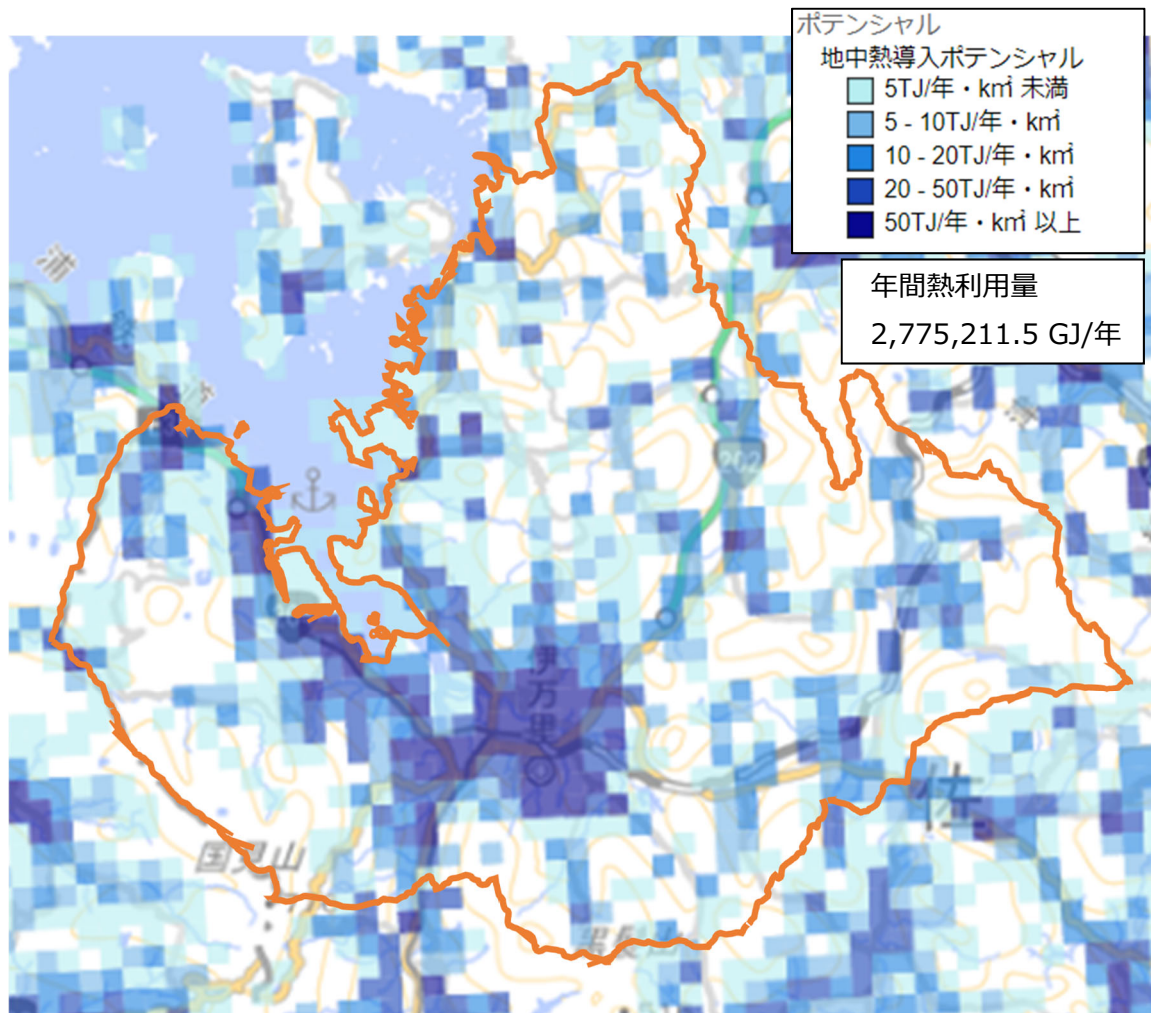 ポテンシャル
地中熱導入ポテンシャル
5TJ/年・k㎡ 未満
5 - 10TJ/年・k㎡
10 - 20TJ/年・k㎡
20 - 50TJ/年・k㎡
50TJ/年・k㎡ 以上
年間熱利用量
2,775,211.5 GJ/年
202
伊万里
佐
国見山